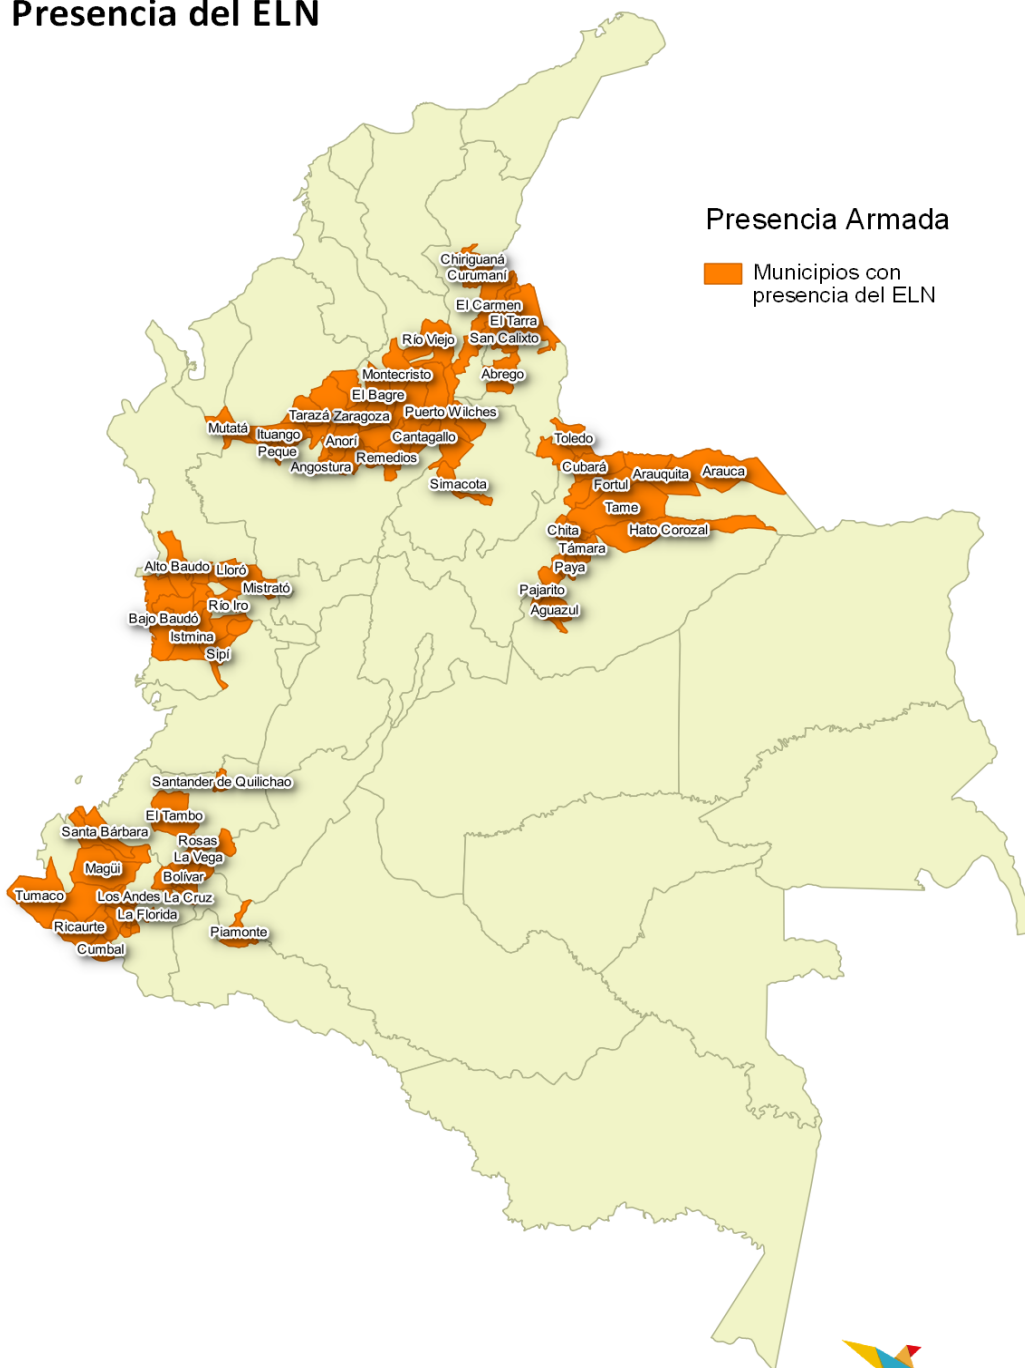 Presencia del ELN
Presencia Armada
Municipios con
presencia del ELN
Chiriguaná
Curumaní
El Carmen
El Tarra
San Calixto
Río Viejo
Abrego
Montecristo
El Bagre
Tarazá
Zaragoza
Puerto Wilches
Mutatá
Ituango
Anorí
Cantagallo
Peque
Angostura
Remedios
Simacota
Toledo
Cubará
Fortul
Arauquita
Arauca
Tame
Chita
Hato Corozal
Támara
Paya
Pajarito
Aguazul
Alto Baudo
Lloró
Mistrató
Río Iro
Bajo Baudó
Istmina
Sipí
Santander de Quilichao
El Tambo
Santa Bárbara
Rosas
La Vega
Magüi
Bolívar
Tumaco
Los Andes
La Cruz
La Florida
Ricaurte
Piamonte
Cumbal